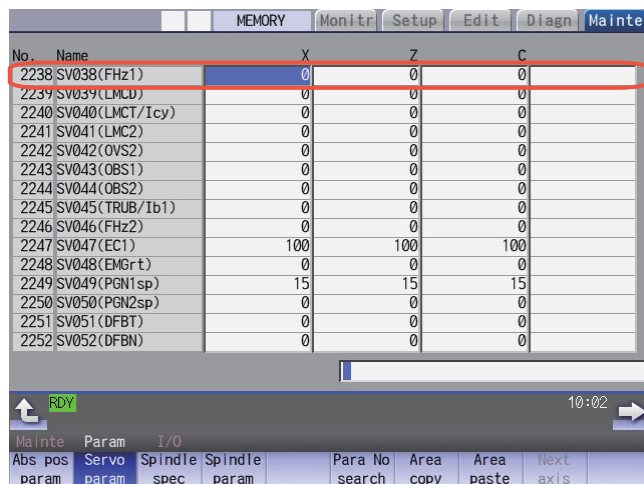 MEMORY Monitr Setup Edit Diagn Mainte
No. Name X Z C
2238 SV038(FHz1) 0 0 0
2239 SV039(LMCD) 0 0 0
2240 SV040(LMCT/Icy) 0 0 0
2241 SV041(LMC2) 0 0 0
2242 SV042(OVS2) 0 0 0
2243 SV043(OBS1) 0 0 0
2244 SV044(OBS2) 0 0 0
2245 SV045(TRUB/Ib1) 0 0 0
2246 SV046(FHz2) 0 0 0
2247 SV047(EC1) 100 100 100
2248 SV048(EMGrt) 0 0 0
2249 SV049(PGN1sp) 15 15 15
2250 SV050(PGN2sp) 0 0 0
2251 SV051(DFBT) 0 0 0
2252 SV052(DFBN) 0 0 0
RDY 10:02
Mainte Param I/O
Abs pos Servo Spindle Spindle Para No Area Area Next
param param spec param search copy paste axis